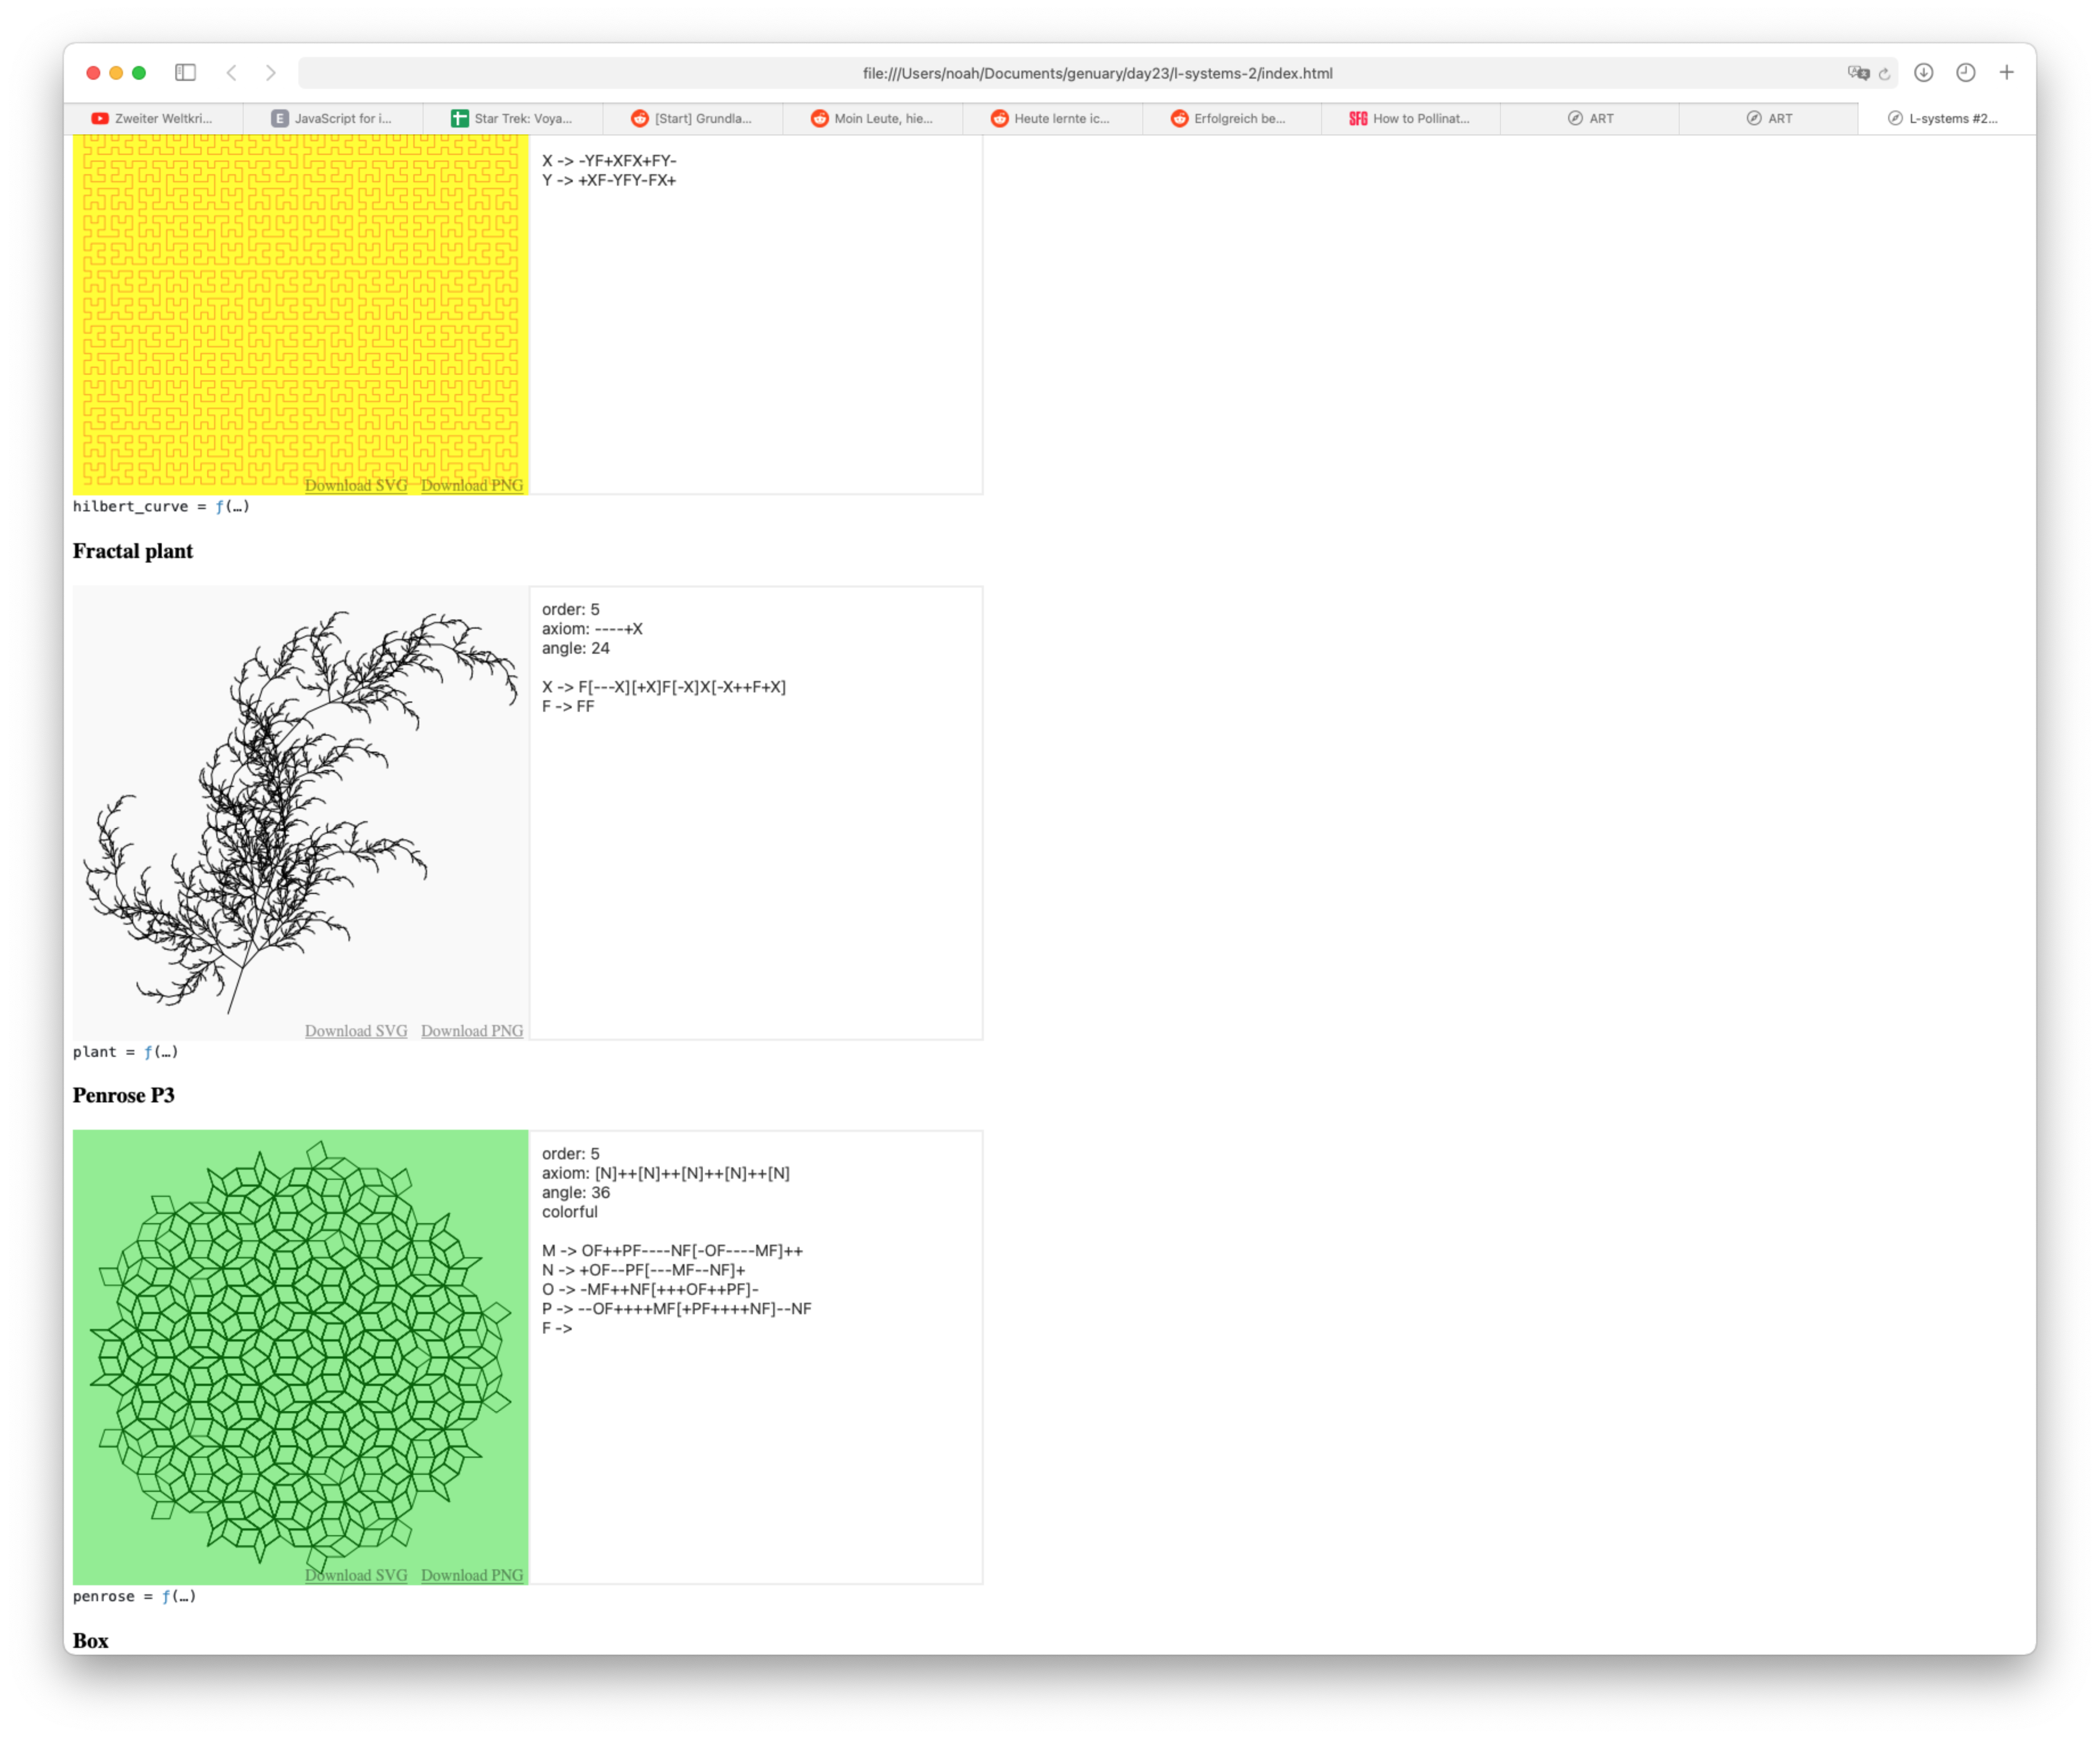 file:///Users/noah/Documents/genuary/day23/l-systems-2/index.html
Zweiter Weltkri...
E JavaScript for i...
Star Trek: Voya...
[Start] Grundla...
Moin Leute, hie...
Heute lernte ic...
Erfolgreich be...
SFG How to Pollinat...
ART
ART
L-systems #2...
X -> -YF+XFX+FY-
Y -> +XF-YFY-FX+
Download SVG Download PNG
hilbert_curve = ƒ(…)
Fractal plant
order: 5
axiom: ----+X
angle: 24
X -> F[---X][+X]F[-X]X[-X++F+X]
F -> FF
Download SVG Download PNG
plant = ƒ(…)
Penrose P3
order: 5
axiom: [N]++[N]++[N]++[N]++[N]
angle: 36
colorful
M -> OF++PF----NF[-OF----MF]++
N -> +OF--PF[---MF--NF]+
O -> -MF++NF[+++OF++PF]-
P -> --OF++++MF[+PF++++NF]--NF
F ->
Download SVG Download PNG
penrose = ƒ(…)
Box